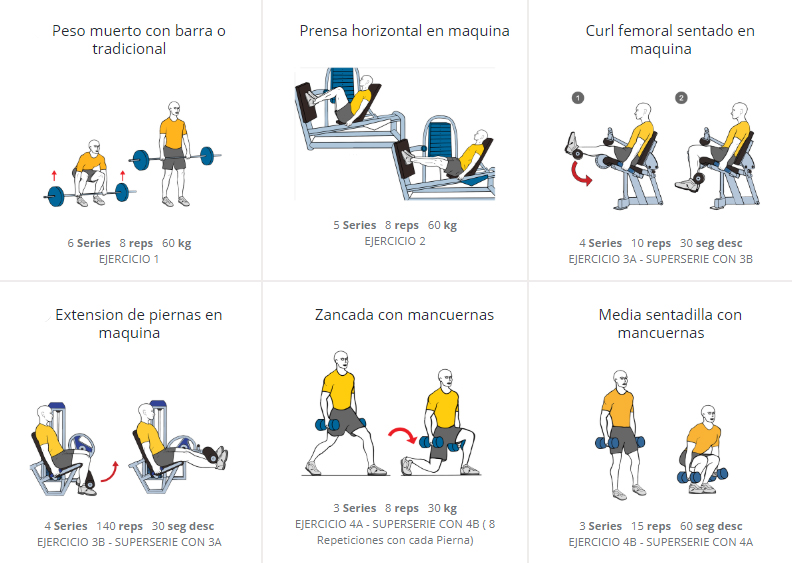 Peso muerto con barra o
tradicional
6 Series 8 reps 60 kg
EJERCICIO 1
Prensa horizontal en maquina
5 Series 8 reps 60 kg
EJERCICIO 2
Curl femoral sentado en
maquina
1 2
4 Series 10 reps 30 seg desc
EJERCICIO 3A - SUPERSERIE CON 3B
Extension de piernas en
maquina
4 Series 140 reps 30 seg desc
EJERCICIO 3B - SUPERSERIE CON 3A
Zancada con mancuernas
3 Series 8 reps 30 kg
EJERCICIO 4A - SUPERSERIE CON 4B ( 8
Repeticiones con cada Pierna)
Media sentadilla con
mancuernas
3 Series 15 reps 60 seg desc
EJERCICIO 4B - SUPERSERIE CON 4A